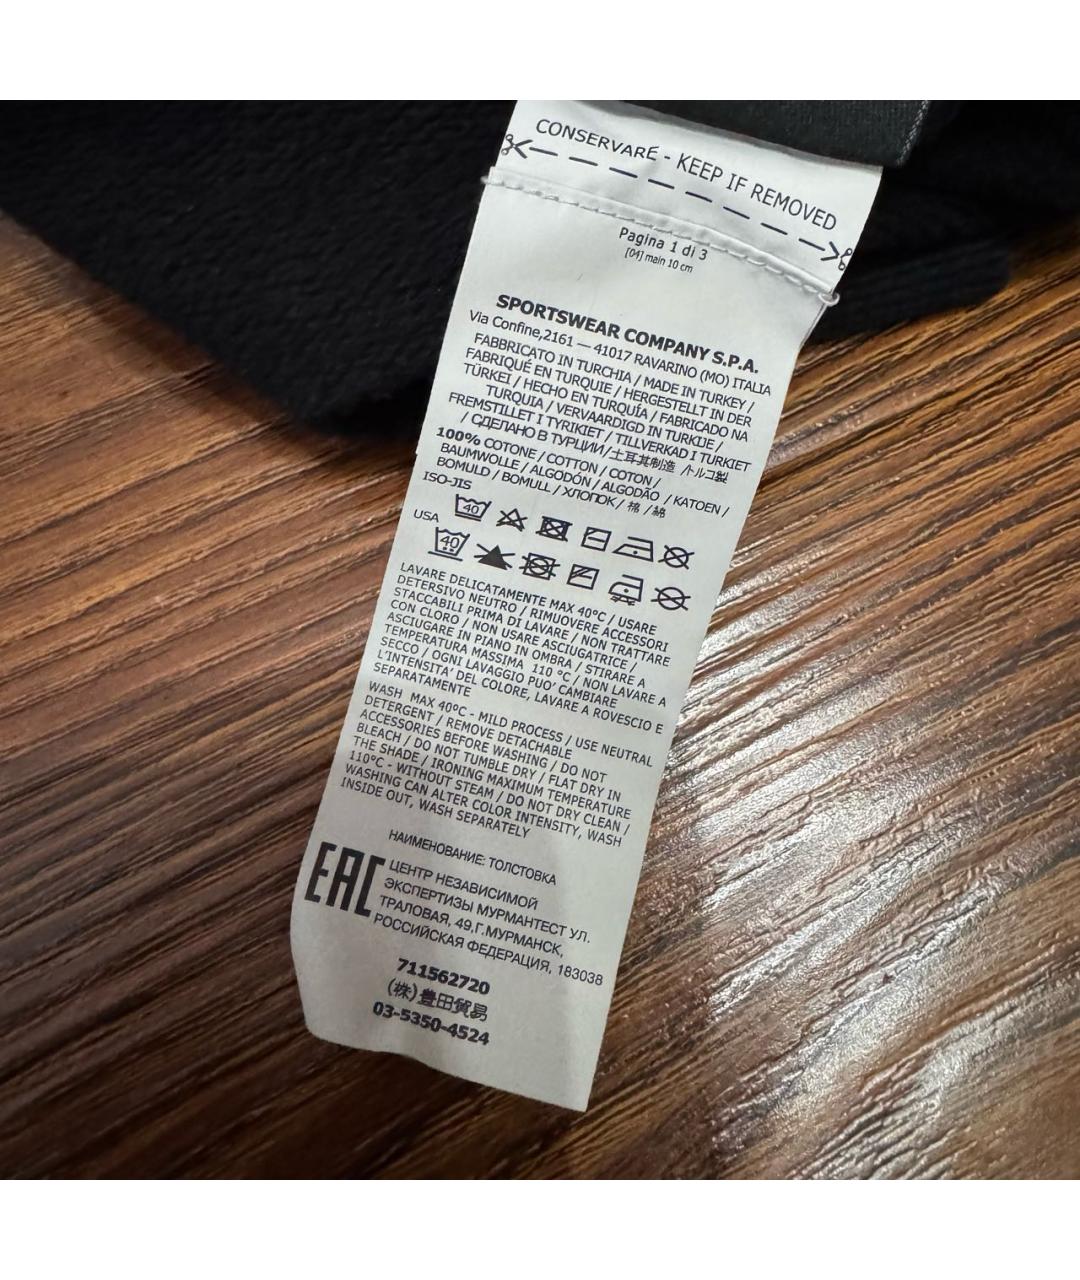 CONSERVARE - KEEP IF REMOVED
Pagina 1 di 3
[04] main 10 cm
SPORTSWEAR COMPANY S.P.A.
Via Confine,2161 — 41017 RAVARINO (MO) ITALIA
FABBRICATO IN TURCHIA / MADE IN TURKEY /
FABRIQUÉ EN TURQUIE / HERGESTELLT IN DER
TÜRKEI / HECHO EN TURQUÍA / FABRICADO NA
TURQUIA / VERVAARDIGD IN TURKIJE /
FREMSTILLET I TYRKIET / TILLVERKAD I TURKIET
/ СДЕЛАНО В ТУРЦИИ/土耳其制造 /トルコ製
100% COTONE / COTTON / COTON /
BAUMWOLLE / ALGODÓN / ALGODÃO / KATOEN /
BOMULD / BOMULL / ХЛОПОК / 棉 / 綿
ISO-JIS
40
USA
40
LAVARE DELICATAMENTE MAX 40°C / USARE
DETERSIVO NEUTRO / RIMUOVERE ACCESSORI
STACCABILI PRIMA DI LAVARE / NON TRATTARE
CON CLORO / NON USARE ASCIUGATRICE /
ASCIUGARE IN PIANO IN OMBRA / STIRARE A
TEMPERATURA MASSIMA 110 °C / NON LAVARE A
SECCO / OGNI LAVAGGIO PUO' CAMBIARE
L'INTENSITA' DEL COLORE, LAVARE A ROVESCIO E
SEPARATAMENTE
WASH MAX 40°C - MILD PROCESS / USE NEUTRAL
DETERGENT / REMOVE DETACHABLE
ACCESSORIES BEFORE WASHING / DO NOT
BLEACH / DO NOT TUMBLE DRY / FLAT DRY IN
THE SHADE / IRONING MAXIMUM TEMPERATURE
110°C - WITHOUT STEAM / DO NOT DRY CLEAN /
WASHING CAN ALTER COLOR INTENSITY, WASH
INSIDE OUT, WASH SEPARATELY
НАИМЕНОВАНИЕ: ТОЛСТОВКА
EAC
ЦЕНТР НЕЗАВИСИМОЙ
ЭКСПЕРТИЗЫ МУРМАНТЕСТ УЛ.
ТРАЛОВАЯ, 49,Г.МУРМАНСК,
РОССИЙСКАЯ ФЕДЕРАЦИЯ, 183038
711562720
(株)豊田貿易
03-5350-4524